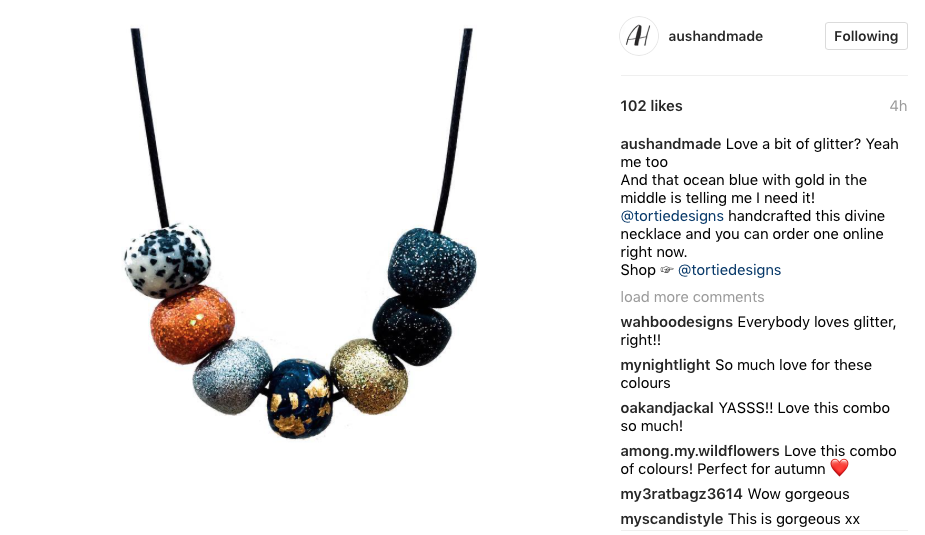 AH
aushandmade
Following
102 likes
4h
aushandmade Love a bit of glitter? Yeah
me too
And that ocean blue with gold in the
middle is telling me I need it!
@tortiedesigns handcrafted this divine
necklace and you can order one online
right now.
Shop ☞ @tortiedesigns
load more comments
wahboodesigns Everybody loves glitter,
right!!
mynightlight So much love for these
colours
oakandjackal YASSS!! Love this combo
so much!
among.my.wildflowers Love this combo
of colours! Perfect for autumn ❤️
my3ratbagz3614 Wow gorgeous
myscandistyle This is gorgeous xx